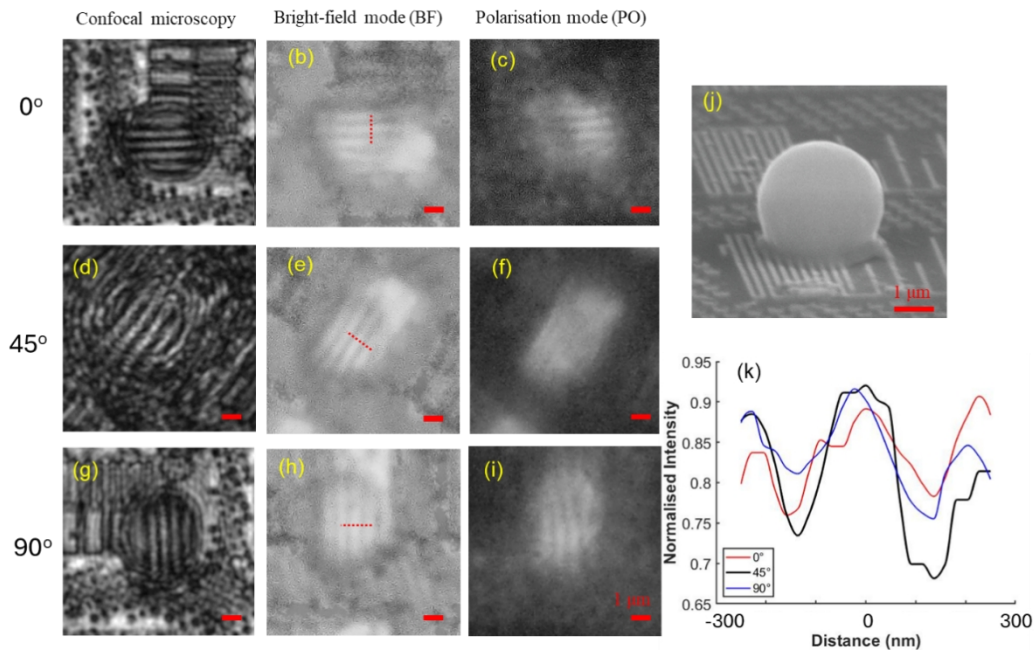 Confocal microscopy Bright-field mode (BF) Polarisation mode (PO)
0°
(b)
(c)
(j)
1 μm
45°
(d)
(e)
(f)
90°
(g)
(h)
(i)
1 μm
(k)
0.95
0.9
0.85
0.8
0.75
0.7
0.65
Normalised Intensity
0°
45°
90°
-300 0 300
Distance (nm)